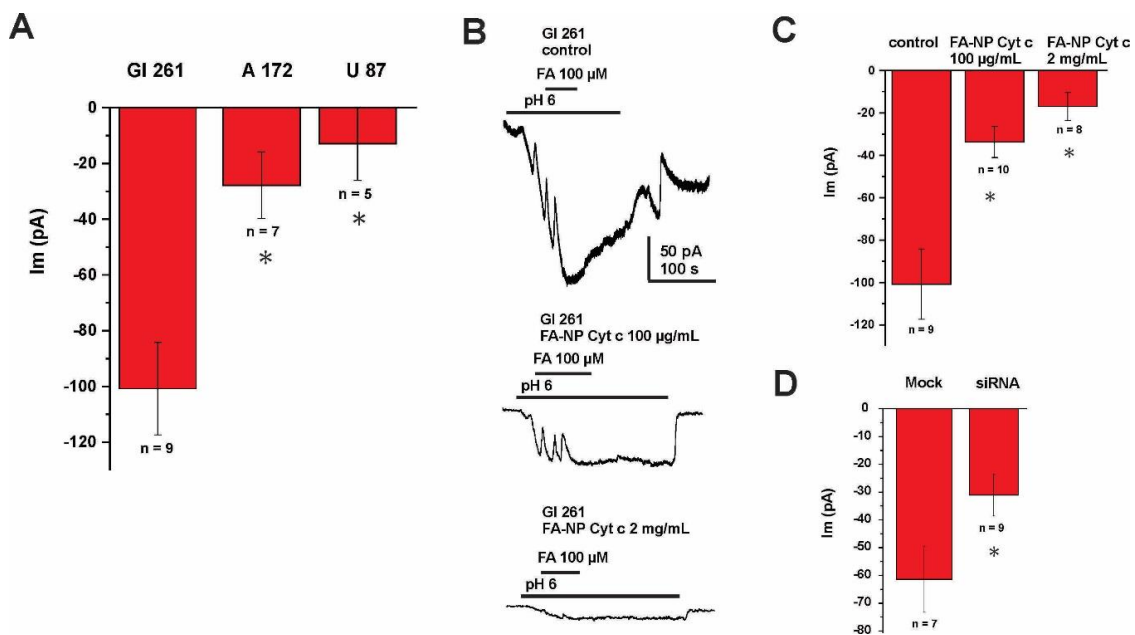 A
GI 261
A 172
U 87
0
-20
-40
-60
-80
-100
-120
Im (pA)
n = 9
n = 7
*
n = 5
*
B
GI 261
control
FA 100 µM
pH 6
50 pA
100 s
GI 261
FA-NP Cyt c 100 µg/mL
FA 100 µM
pH 6
GI 261
FA-NP Cyt c 2 mg/mL
FA 100 µM
pH 6
C
control
FA-NP Cyt c
100 µg/mL
FA-NP Cyt c
2 mg/mL
0
-20
-40
-60
-80
-100
-120
Im (pA)
n = 9
n = 10
*
n = 8
*
D
Mock
siRNA
0
-10
-20
-30
-40
-50
-60
-70
-80
Im (pA)
n = 7
n = 9
*